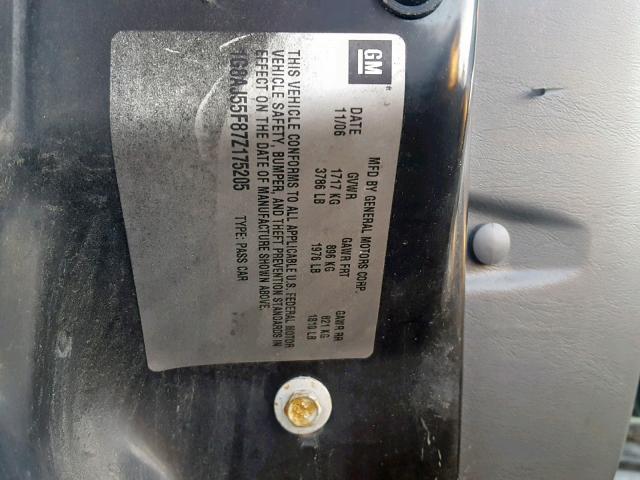 GM
MFD BY GENERAL MOTORS CORP.
DATE GVWR GAWR FRT GAWR RR
11/06 1717 KG 896 KG 821 KG
3786 LB 1976 LB 1810 LB
THIS VEHICLE CONFORMS TO ALL APPLICABLE U.S. FEDERAL MOTOR
VEHICLE SAFETY, BUMPER, AND THEFT PREVENTION STANDARDS IN
EFFECT ON THE DATE OF MANUFACTURE SHOWN ABOVE.
1G8AJ55F87Z175205 TYPE: PASS CAR